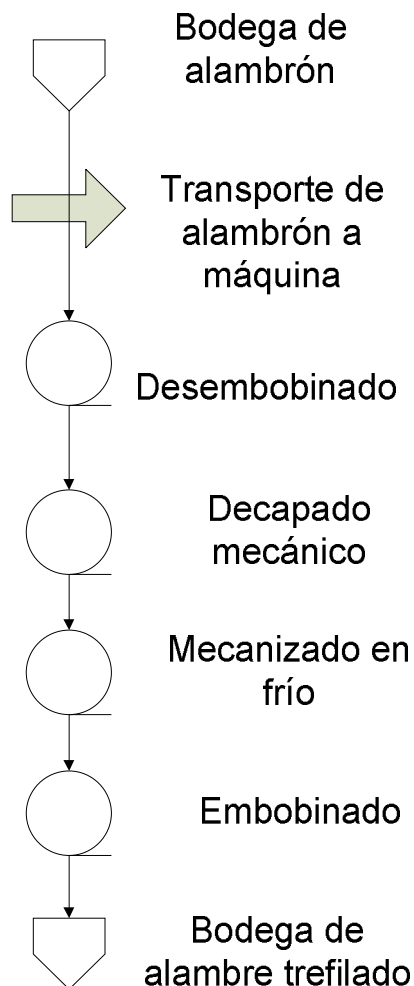 Bodega de
alambrón
Transporte de
alambrón a
máquina
Desembobinado
Decapado
mecánico
Mecanizado en
frío
Embobinado
Bodega de
alambre trefilado